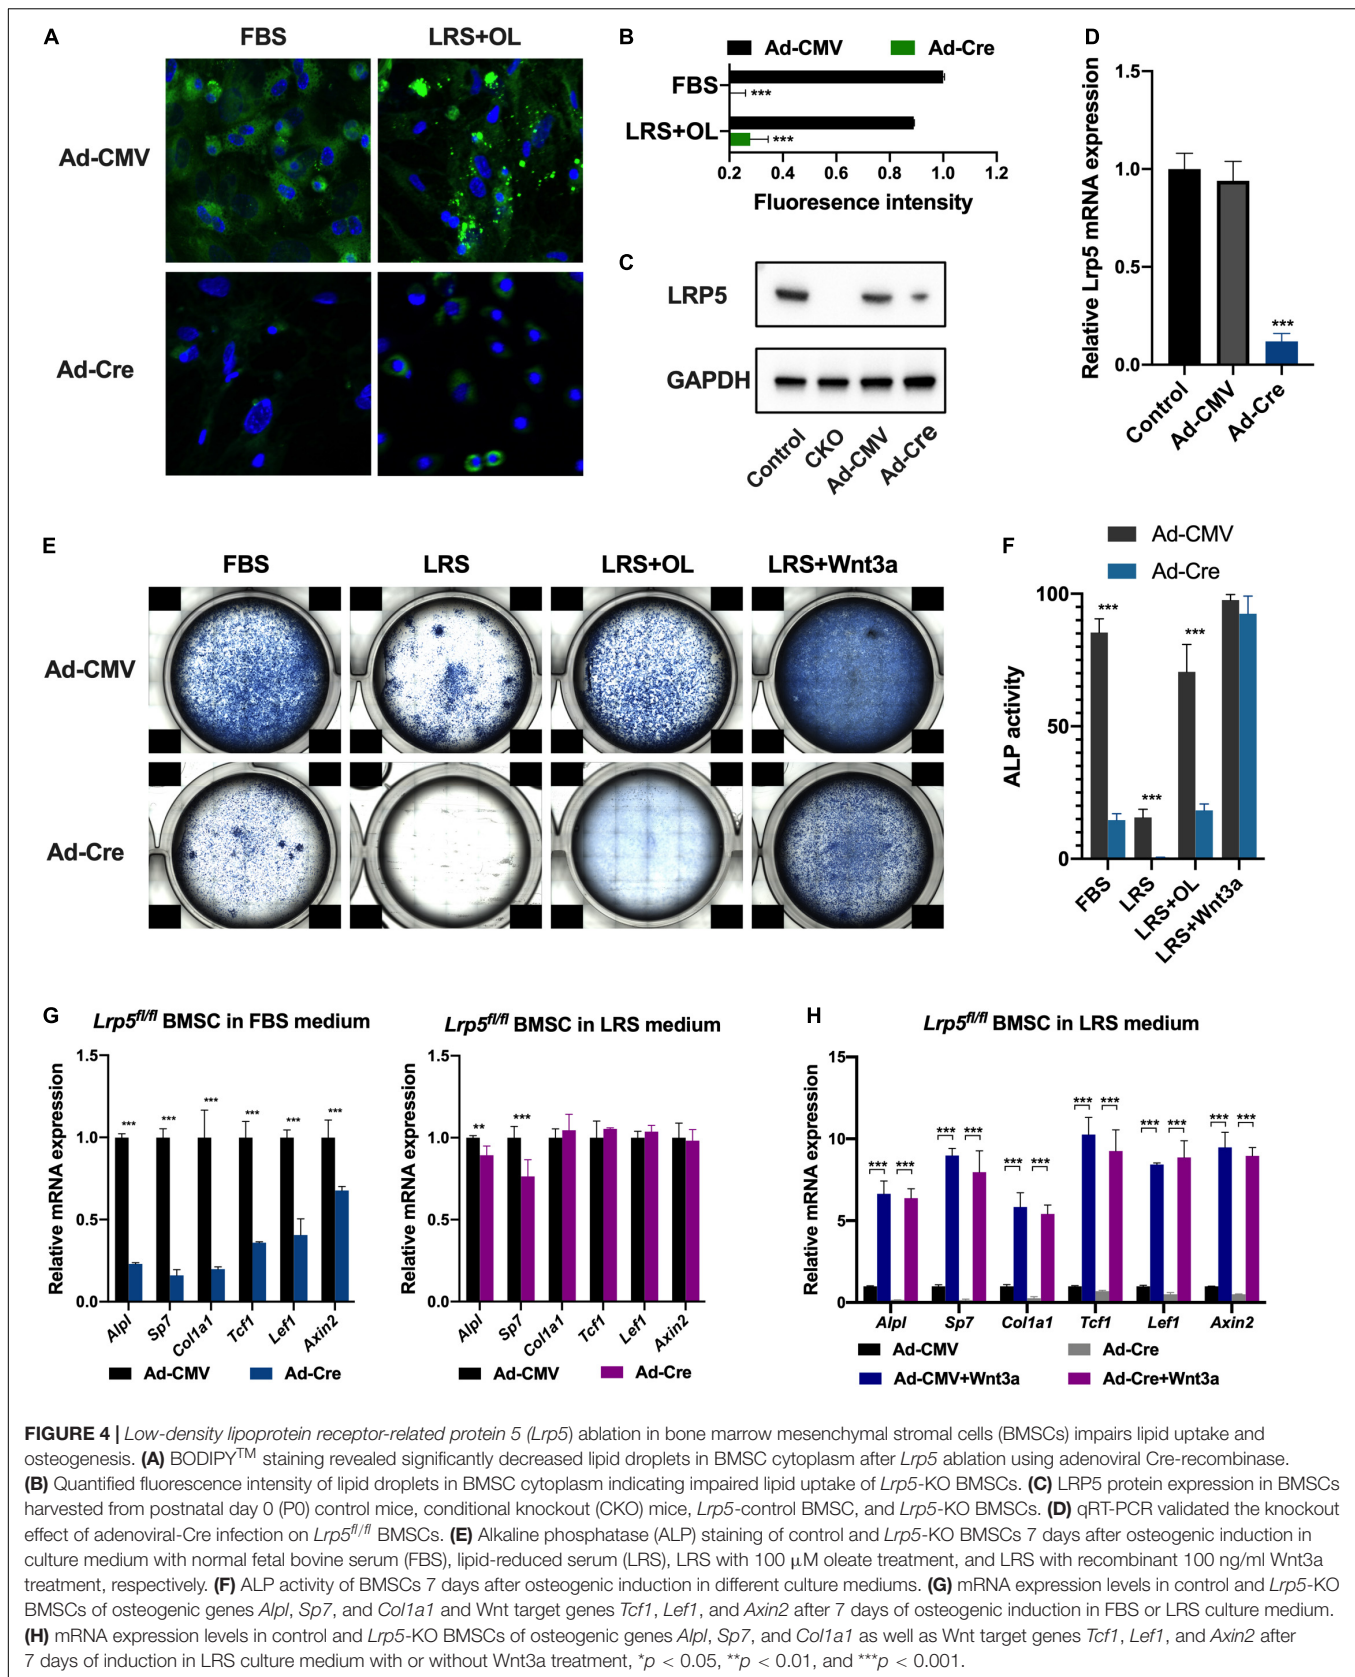 A
FBS
LRS+OL
Ad-CMV
Ad-Cre
B
Ad-CMV
Ad-Cre
FBS
***
LRS+OL
***
0.2
0.4
0.6
0.8
1.0
1.2
Fluoresence intensity
C
LRP5
GAPDH
Control
CKO
Ad-CMV
Ad-Cre
D
Relative Lrp5 mRNA expression
1.5
1.0
0.5
0.0
***
Control
Ad-CMV
Ad-Cre
E
FBS
LRS
LRS+OL
LRS+Wnt3a
Ad-CMV
Ad-Cre
F
Ad-CMV
Ad-Cre
ALP activity
100
50
0
***
***
***
FBS
LRS
LRS+OL
LRS+Wnt3a
G
Lrp5fl/fl BMSC in FBS medium
Relative mRNA expression
1.5
1.0
0.5
0.0
***
***
***
***
***
***
Alpl
Sp7
Col1a1
Tcf1
Lef1
Axin2
Ad-CMV
Ad-Cre
Lrp5fl/fl BMSC in LRS medium
Relative mRNA expression
1.5
1.0
0.5
0.0
**
***
Alpl
Sp7
Col1a1
Tcf1
Lef1
Axin2
Ad-CMV
Ad-Cre
H
Lrp5fl/fl BMSC in LRS medium
Relative mRNA expression
15
10
5
0
*** ***
*** ***
*** ***
*** ***
*** ***
*** ***
Alpl
Sp7
Col1a1
Tcf1
Lef1
Axin2
Ad-CMV
Ad-Cre
Ad-CMV+Wnt3a
Ad-Cre+Wnt3a
FIGURE 4 | Low-density lipoprotein receptor-related protein 5 (Lrp5) ablation in bone marrow mesenchymal stromal cells (BMSCs) impairs lipid uptake and
osteogenesis. (A) BODIPY™ staining revealed significantly decreased lipid droplets in BMSC cytoplasm after Lrp5 ablation using adenoviral Cre-recombinase.
(B) Quantified fluorescence intensity of lipid droplets in BMSC cytoplasm indicating impaired lipid uptake of Lrp5-KO BMSCs. (C) LRP5 protein expression in BMSCs
harvested from postnatal day 0 (P0) control mice, conditional knockout (CKO) mice, Lrp5-control BMSC, and Lrp5-KO BMSCs. (D) qRT-PCR validated the knockout
effect of adenoviral-Cre infection on Lrp5fl/fl BMSCs. (E) Alkaline phosphatase (ALP) staining of control and Lrp5-KO BMSCs 7 days after osteogenic induction in
culture medium with normal fetal bovine serum (FBS), lipid-reduced serum (LRS), LRS with 100 μM oleate treatment, and LRS with recombinant 100 ng/ml Wnt3a
treatment, respectively. (F) ALP activity of BMSCs 7 days after osteogenic induction in different culture mediums. (G) mRNA expression levels in control and Lrp5-KO
BMSCs of osteogenic genes Alpl, Sp7, and Col1a1 and Wnt target genes Tcf1, Lef1, and Axin2 after 7 days of osteogenic induction in FBS or LRS culture medium.
(H) mRNA expression levels in control and Lrp5-KO BMSCs of osteogenic genes Alpl, Sp7, and Col1a1 as well as Wnt target genes Tcf1, Lef1, and Axin2 after
7 days of induction in LRS culture medium with or without Wnt3a treatment, *p < 0.05, **p < 0.01, and ***p < 0.001.